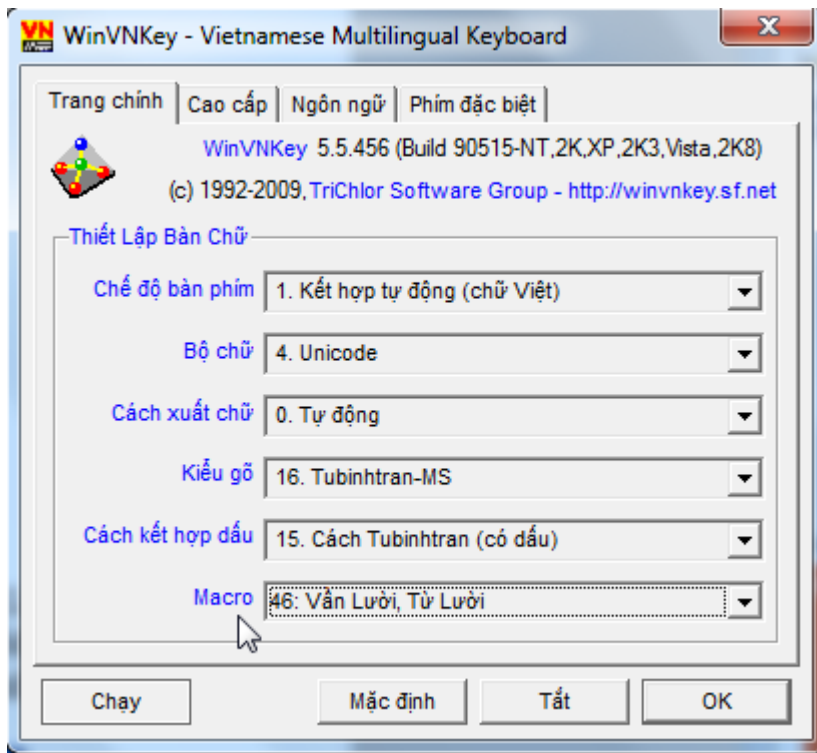 WinVNKey - Vietnamese Multilingual Keyboard
Trang chính Cao cấp Ngôn ngữ Phím đặc biệt
WinVNKey 5.5.456 (Build 90515-NT,2K,XP,2K3,Vista,2K8)
(c) 1992-2009, TriChlor Software Group - http://winvnkey.sf.net
Thiết Lập Bàn Chữ
Chế độ bàn phím 1. Kết hợp tự động (chữ Việt)
Bộ chữ 4. Unicode
Cách xuất chữ 0. Tự động
Kiểu gõ 16. Tubinhtran-MS
Cách kết hợp dấu 15. Cách Tubinhtran (có dấu)
Macro 46: Vần Lười, Từ Lười
Chạy Mặc định Tắt OK